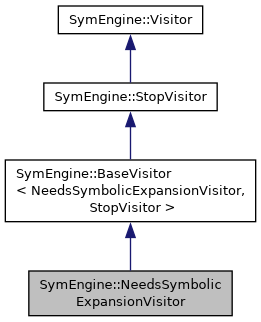 SymEngine::Visitor
SymEngine::StopVisitor
SymEngine::BaseVisitor
< NeedsSymbolicExpansionVisitor,
StopVisitor >
SymEngine::NeedsSymbolic
ExpansionVisitor